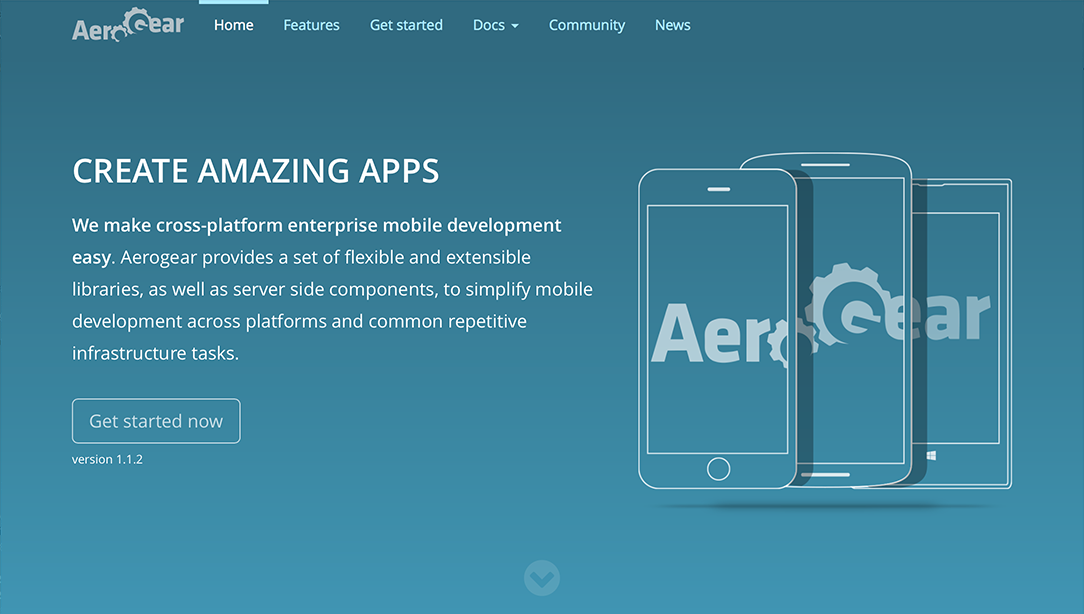 AeroGear
Home Features Get started Docs Community News
CREATE AMAZING APPS
We make cross-platform enterprise mobile development
easy. Aerogear provides a set of flexible and extensible
libraries, as well as server side components, to simplify mobile
development across platforms and common repetitive
infrastructure tasks.
AeroGear
Get started now
version 1.1.2